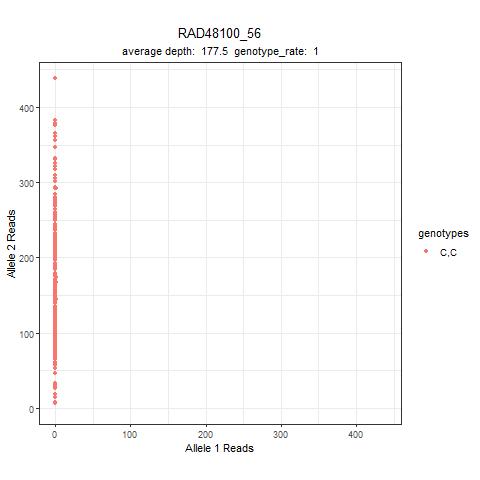 RAD48100_56
average depth:  177.5  genotype_rate:  1
Allele 2 Reads
400
300
200
100
0
0 100 200 300 400
Allele 1 Reads
genotypes
C,C